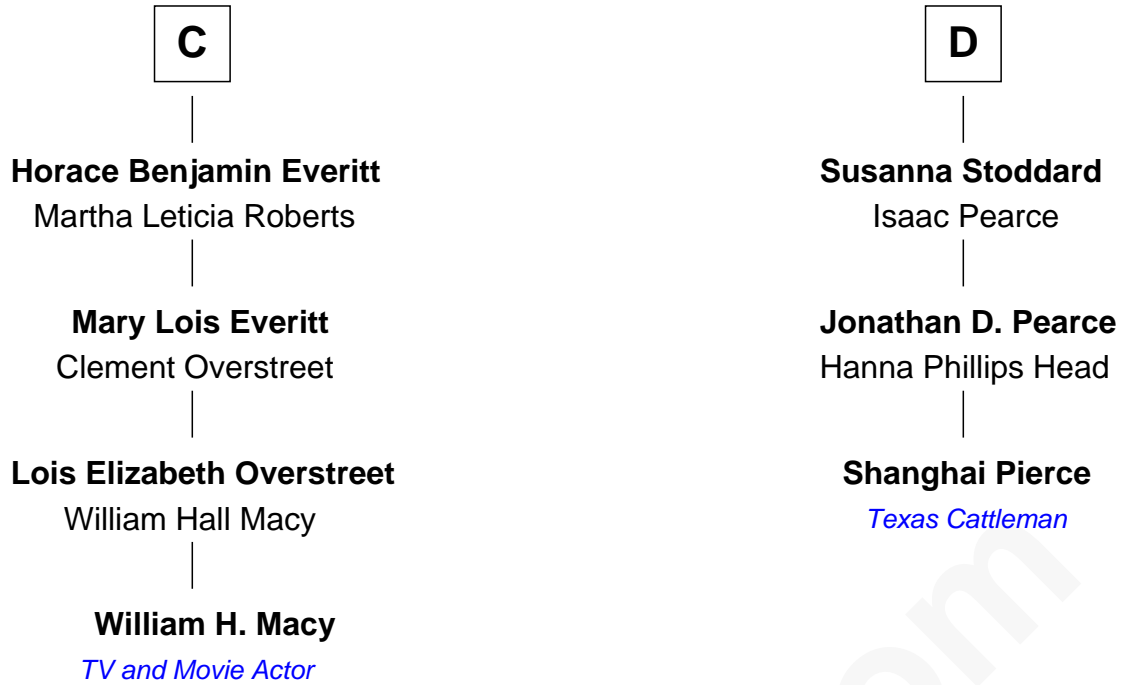 C
Horace Benjamin Everitt
Martha Leticia Roberts
Mary Lois Everitt
Clement Overstreet
Lois Elizabeth Overstreet
William Hall Macy
William H. Macy
TV and Movie Actor
D
Susanna Stoddard
Isaac Pearce
Jonathan D. Pearce
Hanna Phillips Head
Shanghai Pierce
Texas Cattleman
om